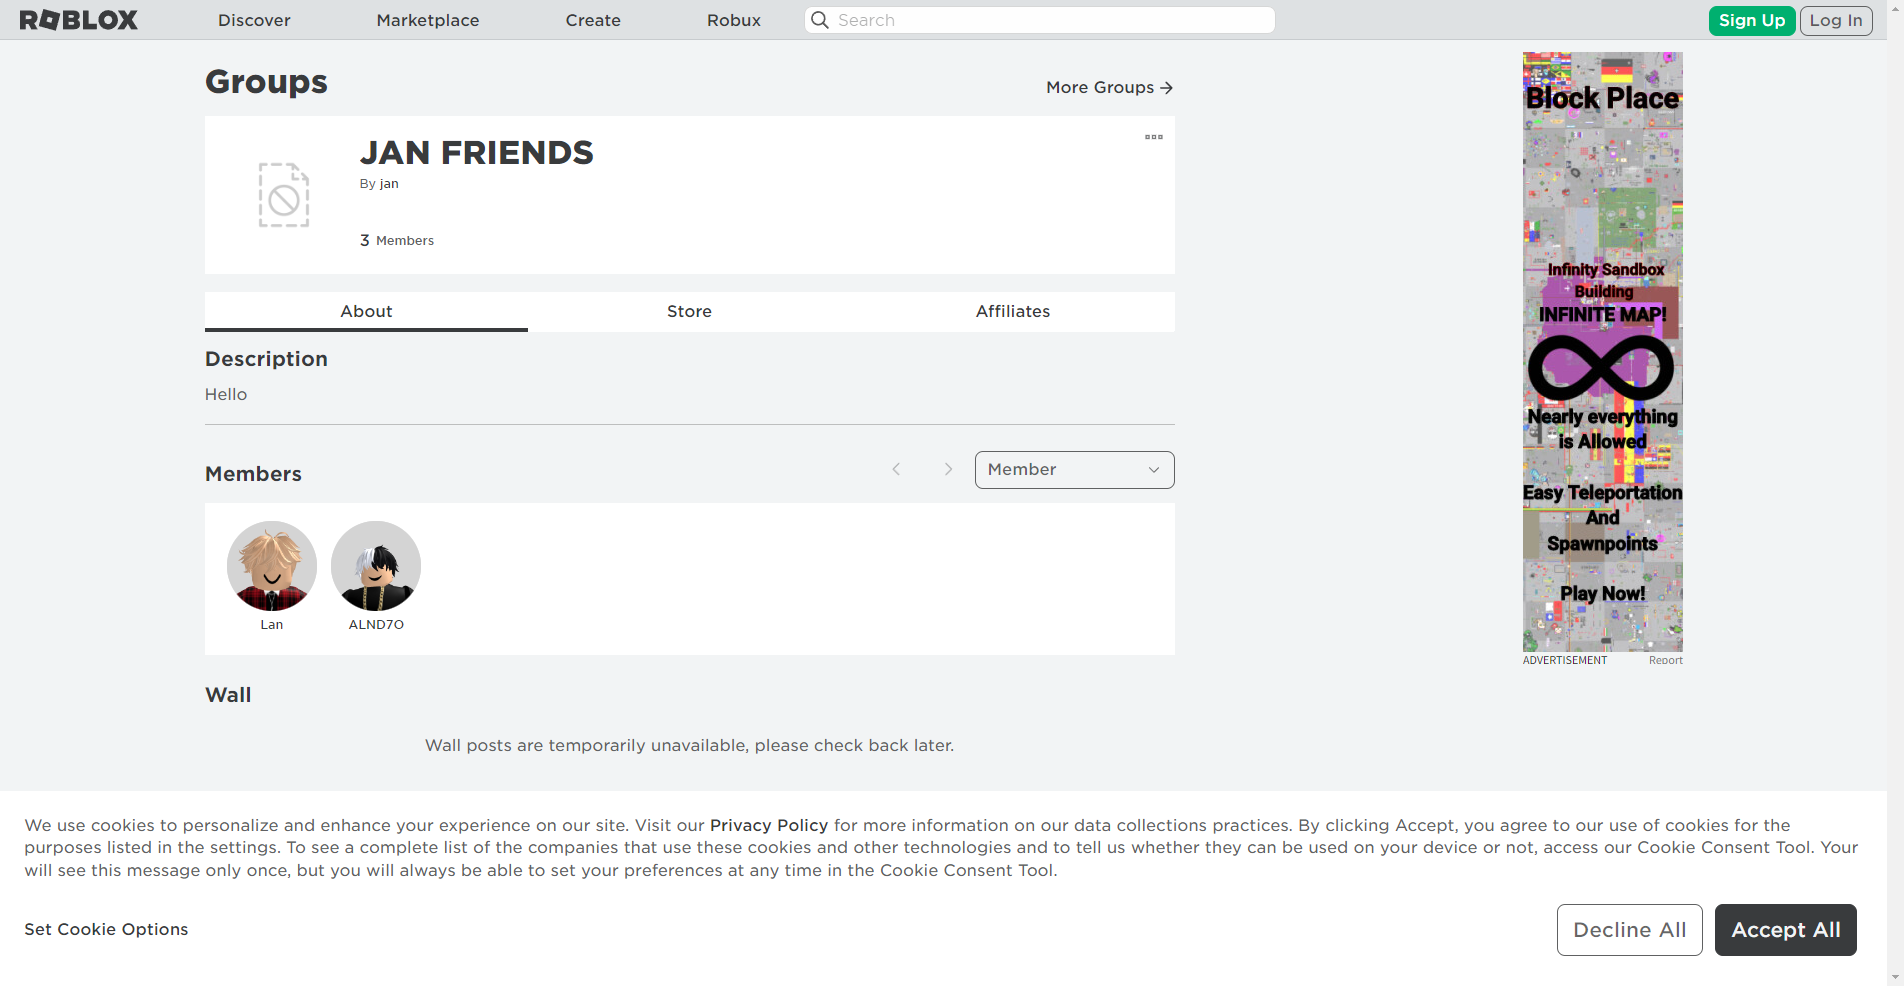 ROBLOX
Discover
Marketplace
Create
Robux
Search
Sign Up
Log In
Groups
More Groups
JAN FRIENDS
By jan
3 Members
About
Store
Affiliates
Description
Hello
Members
Member
Lan
ALND7O
Wall
Wall posts are temporarily unavailable, please check back later.
Block Place
Infinity Sandbox
Building
INFINITE MAP!
Nearly everything
is Allowed
Easy Teleportation
And
Spawnpoints
Play Now!
ADVERTISEMENT
Report
We use cookies to personalize and enhance your experience on our site. Visit our Privacy Policy for more information on our data collections practices. By clicking Accept, you agree to our use of cookies for the
purposes listed in the settings. To see a complete list of the companies that use these cookies and other technologies and to tell us whether they can be used on your device or not, access our Cookie Consent Tool. Your
will see this message only once, but you will always be able to set your preferences at any time in the Cookie Consent Tool.
Set Cookie Options
Decline All
Accept All